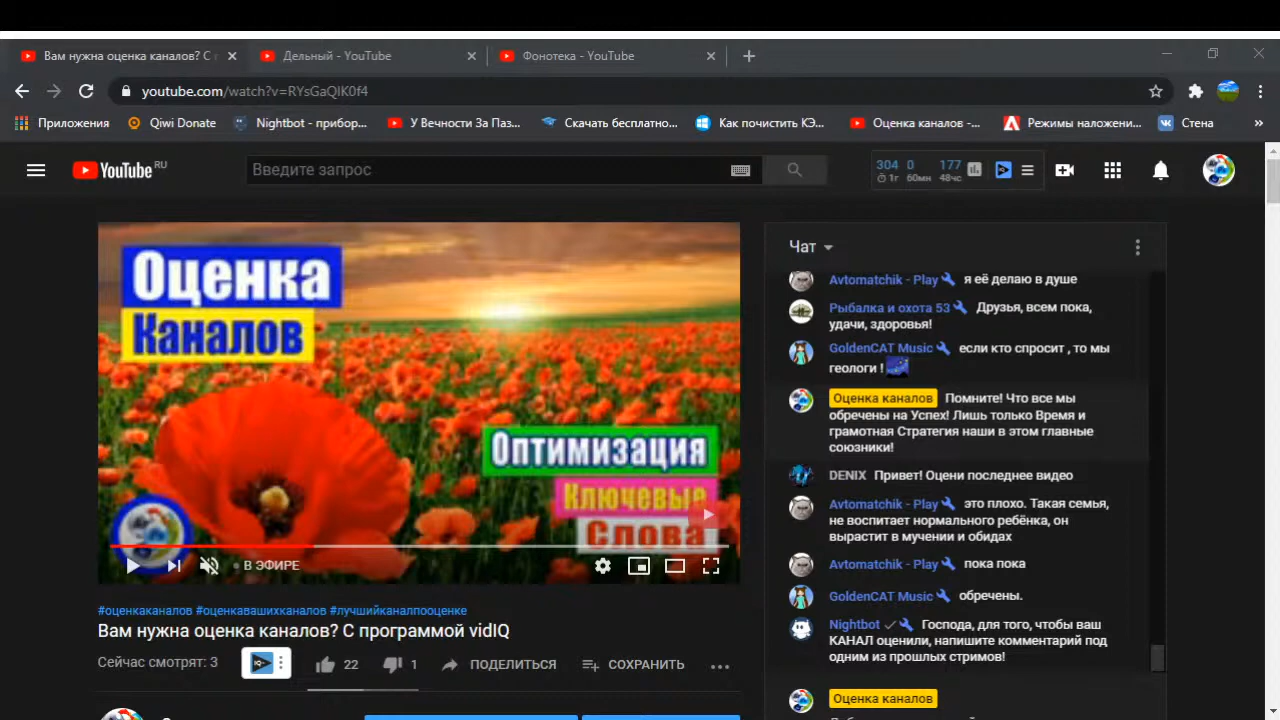 Вам нужна оценка каналов? С
Дельный - YouTube
Фонотека - YouTube
youtube.com/watch?v=RYsGaQIK0f4
Приложения
Qiwi Donate
Nightbot - прибор...
У Вечности За Паз...
Скачать бесплатно...
Как почистить КЭ...
Оценка каналов -...
Режимы наложени...
Стена
»
YouTube RU
Введите запрос
304 0 177
1г 60мн 48чс
Оценка
Каналов
Оптимизация
Ключевые
Слова
В ЭФИРЕ
#оценкаканалов #оценкавашихканалов #лучшийканалпооценке
Вам нужна оценка каналов? С программой vidIQ
Сейчас смотрят: 3
IQ
22
1
ПОДЕЛИТЬСЯ
СОХРАНИТЬ
Чат
Avtomatchik - Play я её делаю в душе
Рыбалка и охота 53 Друзья, всем пока,
удачи, здоровья!
GoldenCAT Music если кто спросит , то мы
геологи !
Оценка каналов Помните! Что все мы
обречены на Успех! Лишь только Время и
грамотная Стратегия наши в этом главные
союзники!
DENIX Привет! Оцени последнее видео
Avtomatchik - Play это плохо. Такая семья,
не воспитает нормального ребёнка, он
вырастит в мучении и обидах
Avtomatchik - Play пока пока
GoldenCAT Music обречены.
Nightbot Господа, для того, чтобы ваш
КАНАЛ оценили, напишите комментарий под
одним из прошлых стримов!
Оценка каналов